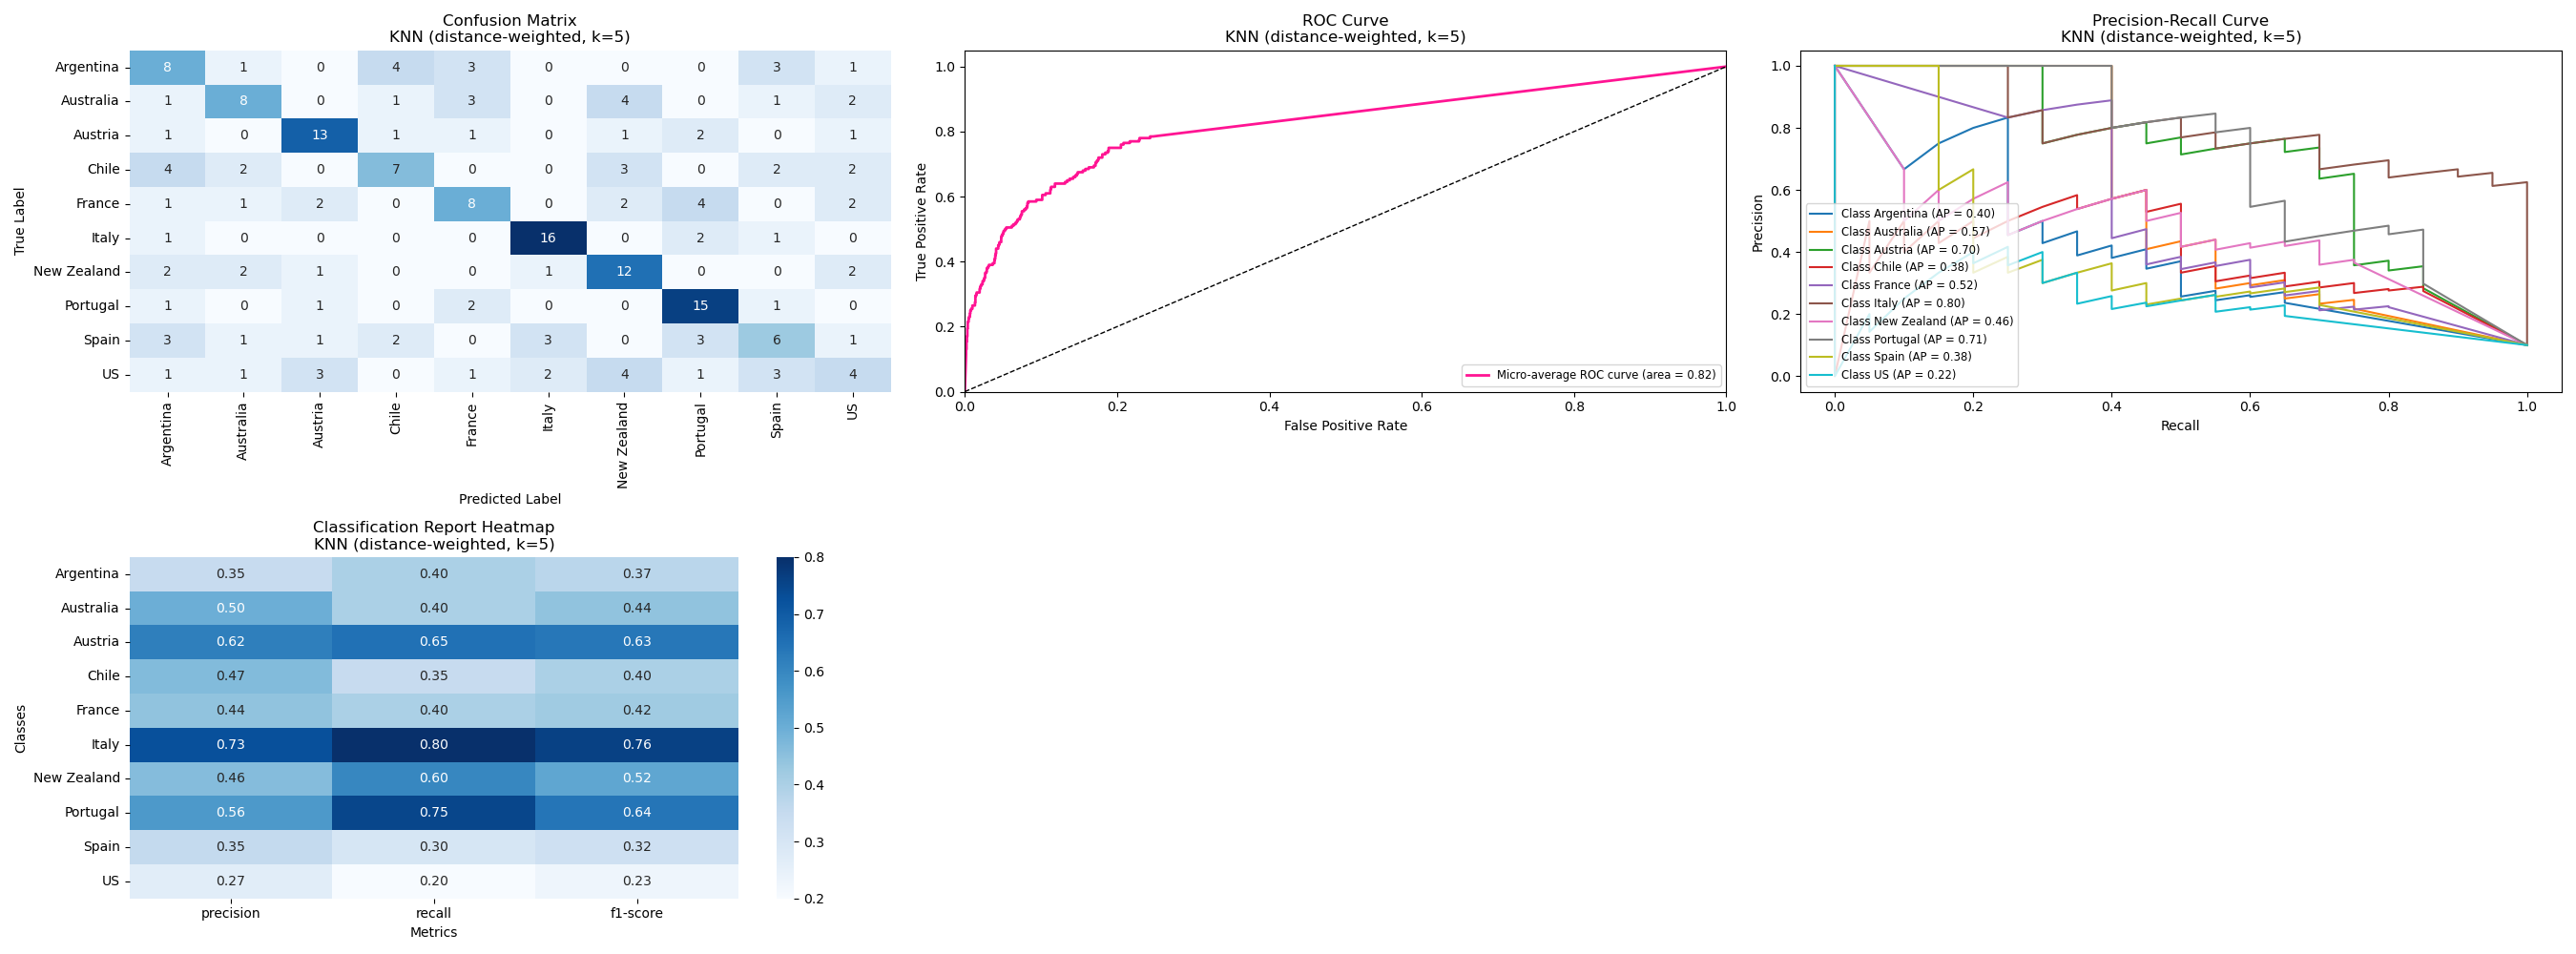 Confusion Matrix
KNN (distance-weighted, k=5)
True Label
Argentina 8 1 0 4 3 0 0 0 3 1
Australia 1 8 0 1 3 0 4 0 1 2
Austria 1 0 13 1 1 0 1 2 0 1
Chile 4 2 0 7 0 0 3 0 2 2
France 1 1 2 0 8 0 2 4 0 2
Italy 1 0 0 0 0 16 0 2 1 0
New Zealand 2 2 1 0 0 1 12 0 0 2
Portugal 1 0 1 0 2 0 0 15 1 0
Spain 3 1 1 2 0 3 0 3 6 1
US 1 1 3 0 1 2 4 1 3 4
Argentina Australia Austria Chile France Italy New Zealand Portugal Spain US
Predicted Label
ROC Curve
KNN (distance-weighted, k=5)
True Positive Rate
1.0
0.8
0.6
0.4
0.2
0.0
Micro-average ROC curve (area = 0.82)
0.0 0.2 0.4 0.6 0.8 1.0
False Positive Rate
Precision-Recall Curve
KNN (distance-weighted, k=5)
Precision
1.0
0.8
0.6
0.4
0.2
0.0
Class Argentina (AP = 0.40)
Class Australia (AP = 0.57)
Class Austria (AP = 0.70)
Class Chile (AP = 0.38)
Class France (AP = 0.52)
Class Italy (AP = 0.80)
Class New Zealand (AP = 0.46)
Class Portugal (AP = 0.71)
Class Spain (AP = 0.38)
Class US (AP = 0.22)
0.0 0.2 0.4 0.6 0.8 1.0
Recall
Classification Report Heatmap
KNN (distance-weighted, k=5)
Classes
Argentina 0.35 0.40 0.37
Australia 0.50 0.40 0.44
Austria 0.62 0.65 0.63
Chile 0.47 0.35 0.40
France 0.44 0.40 0.42
Italy 0.73 0.80 0.76
New Zealand 0.46 0.60 0.52
Portugal 0.56 0.75 0.64
Spain 0.35 0.30 0.32
US 0.27 0.20 0.23
precision recall f1-score
Metrics
0.8
0.7
0.6
0.5
0.4
0.3
0.2